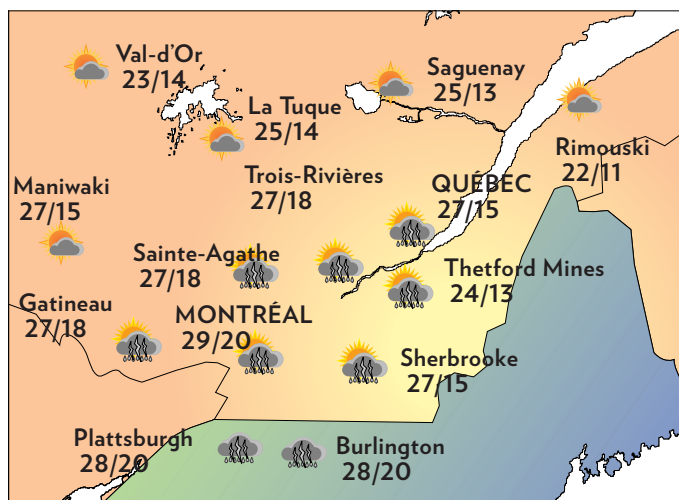 Val-d'Or
23/14
Saguenay
25/13
La Tuque
25/14
Rimouski
22/11
Trois-Rivières
27/18
QUÉBEC
27/15
Maniwaki
27/15
Sainte-Agathe
27/18
Thetford Mines
24/13
Gatineau
27/18
MONTRÉAL
29/20
Sherbrooke
27/15
Plattsburgh
28/20
Burlington
28/20